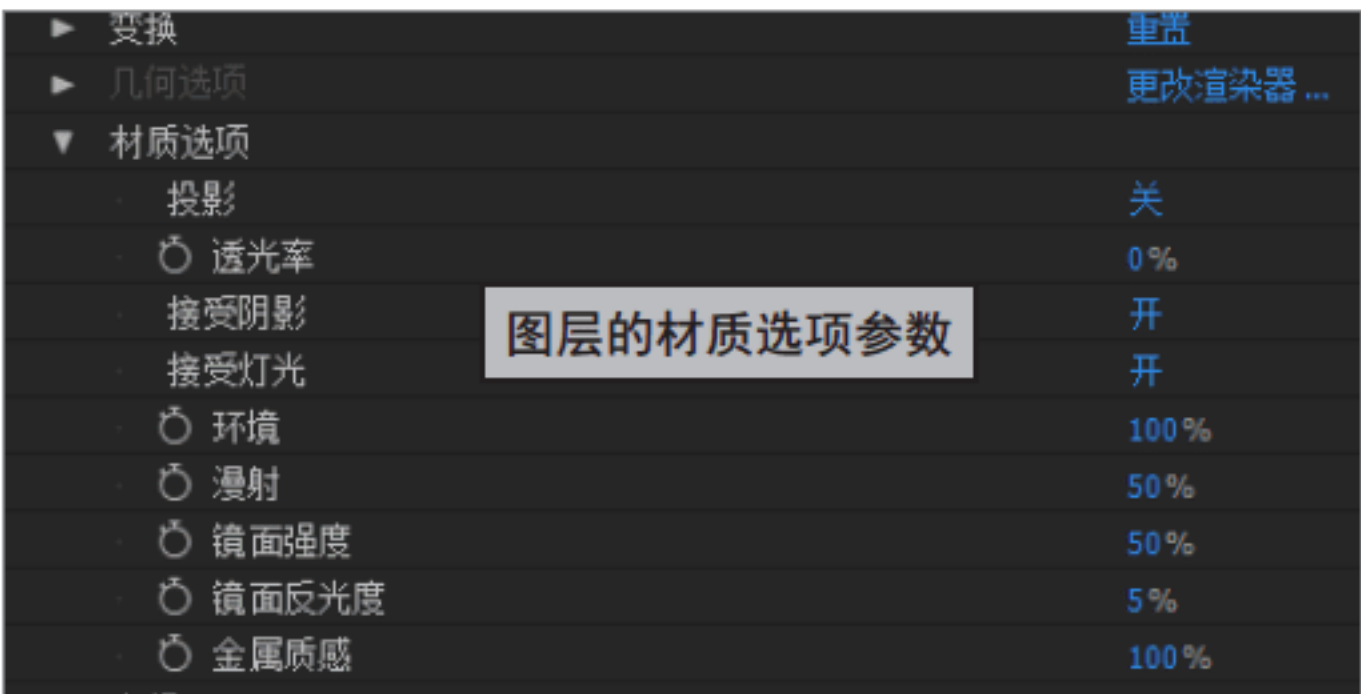 变换 重置
几何选项 更改渲染器...
材质选项
投影 关
透光率 0%
接受阴影 开
图层的材质选项参数
接受灯光 开
环境 100%
漫射 50%
镜面强度 50%
镜面反光度 5%
金属质感 100%